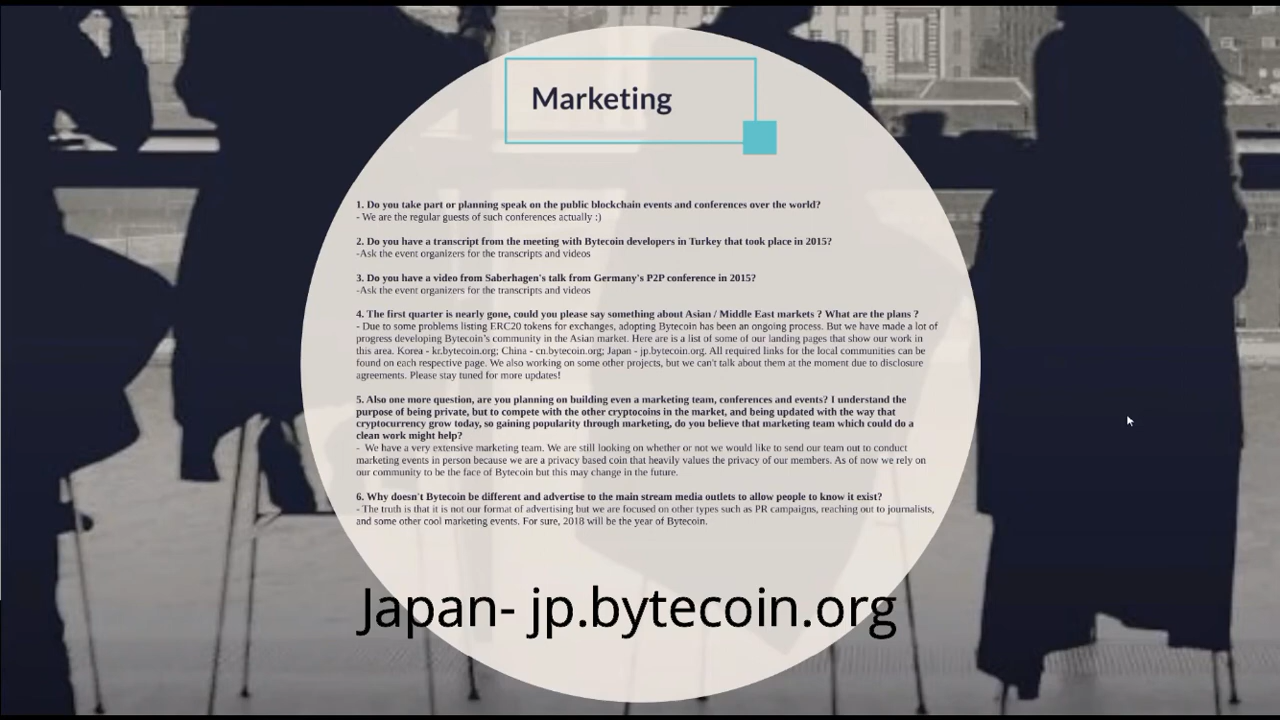 Marketing
1. Do you take part or planning speak on the public blockchain events and conferences over the world?
- We are the regular guests of such conferences actually :)
2. Do you have a transcript from the meeting with Bytecoin developers in Turkey that took place in 2015?
-Ask the event organizers for the transcripts and videos
3. Do you have a video from Saberhagen's talk from Germany's P2P conference in 2015?
-Ask the event organizers for the transcripts and videos
4. The first quarter is nearly gone, could you please say something about Asian / Middle East markets ? What are the plans ?
- Due to some problems listing ERC20 tokens for exchanges, adopting Bytecoin has been an ongoing process. But we have made a lot of
progress developing Bytecoin's community in the Asian market. Here are is a list of some of our landing pages that show our work in
this area. Korea - kr.bytecoin.org; China - cn.bytecoin.org; Japan - jp.bytecoin.org. All required links for the local communities can be
found on each respective page. We also working on some other projects, but we can't talk about them at the moment due to disclosure
agreements. Please stay tuned for more updates!
5. Also one more question, are you planning on building even a marketing team, conferences and events? I understand the
purpose of being private, but to compete with the other cryptocoins in the market, and being updated with the way that
cryptocurrency grow today, so gaining popularity through marketing, do you believe that marketing team which could do a
clean work might help?
- We have a very extensive marketing team. We are still looking on whether or not we would like to send our team out to conduct
marketing events in person because we are a privacy based coin that heavily values the privacy of our members. As of now we rely on
our community to be the face of Bytecoin but this may change in the future.
6. Why doesn't Bytecoin be different and advertise to the main stream media outlets to allow people to know it exist?
- The truth is that it is not our format of advertising but we are focused on other types such as PR campaigns, reaching out to journalists,
and some other cool marketing events. For sure, 2018 will be the year of Bytecoin.
Japan- jp.bytecoin.org